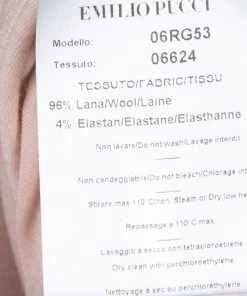 EMILIO PUCCI
Modello: 06RG53
Tessuto: 06624
TESSUTO/FABRIC/TISSU
96% Lana/Wool/Laine
4% Elastan/Elastane/Elasthanne
Non lavare/Do not wash/Lavage interdit
Non candeggiabile/Do not bleach/Chlorage int
Stirate max 110 C/Iron, Steam or Dry low he
Repassage a 110°C max
Lavaggio a secco con tetracloroetilene
Dry clean with perchloroethylene
Nettoyage a sec au perchlorethylene